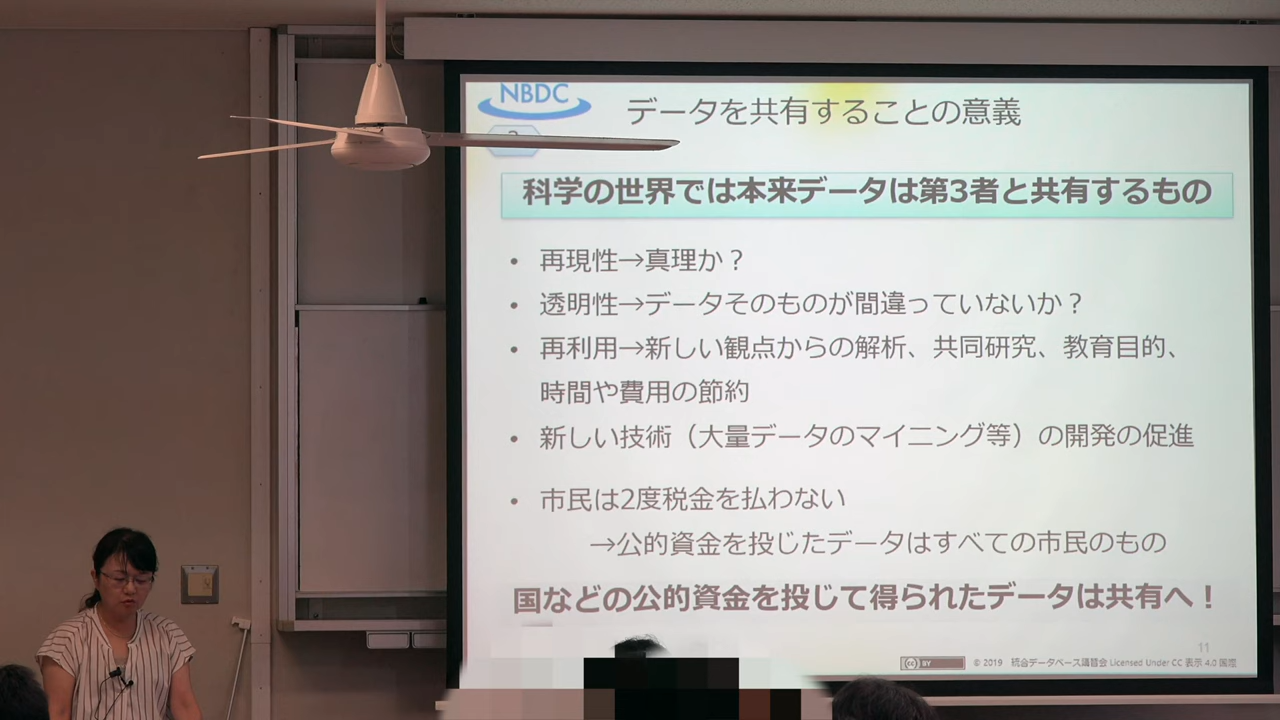 NBDC
データを共有することの意義
科学の世界では本来データは第3者と共有するもの
• 再現性→真理か？
• 透明性→データそのものが間違っていないか？
• 再利用→新しい観点からの解析、共同研究、教育目的、
時間や費用の節約
• 新しい技術（大量データのマイニング等）の開発の促進
• 市民は2度税金を払わない
→公的資金を投じたデータはすべての市民のもの
国などの公的資金を投じて得られたデータは共有へ！
11
cc BY © 2019 統合データベース講習会 Licensed Under CC 表示 4.0 国際